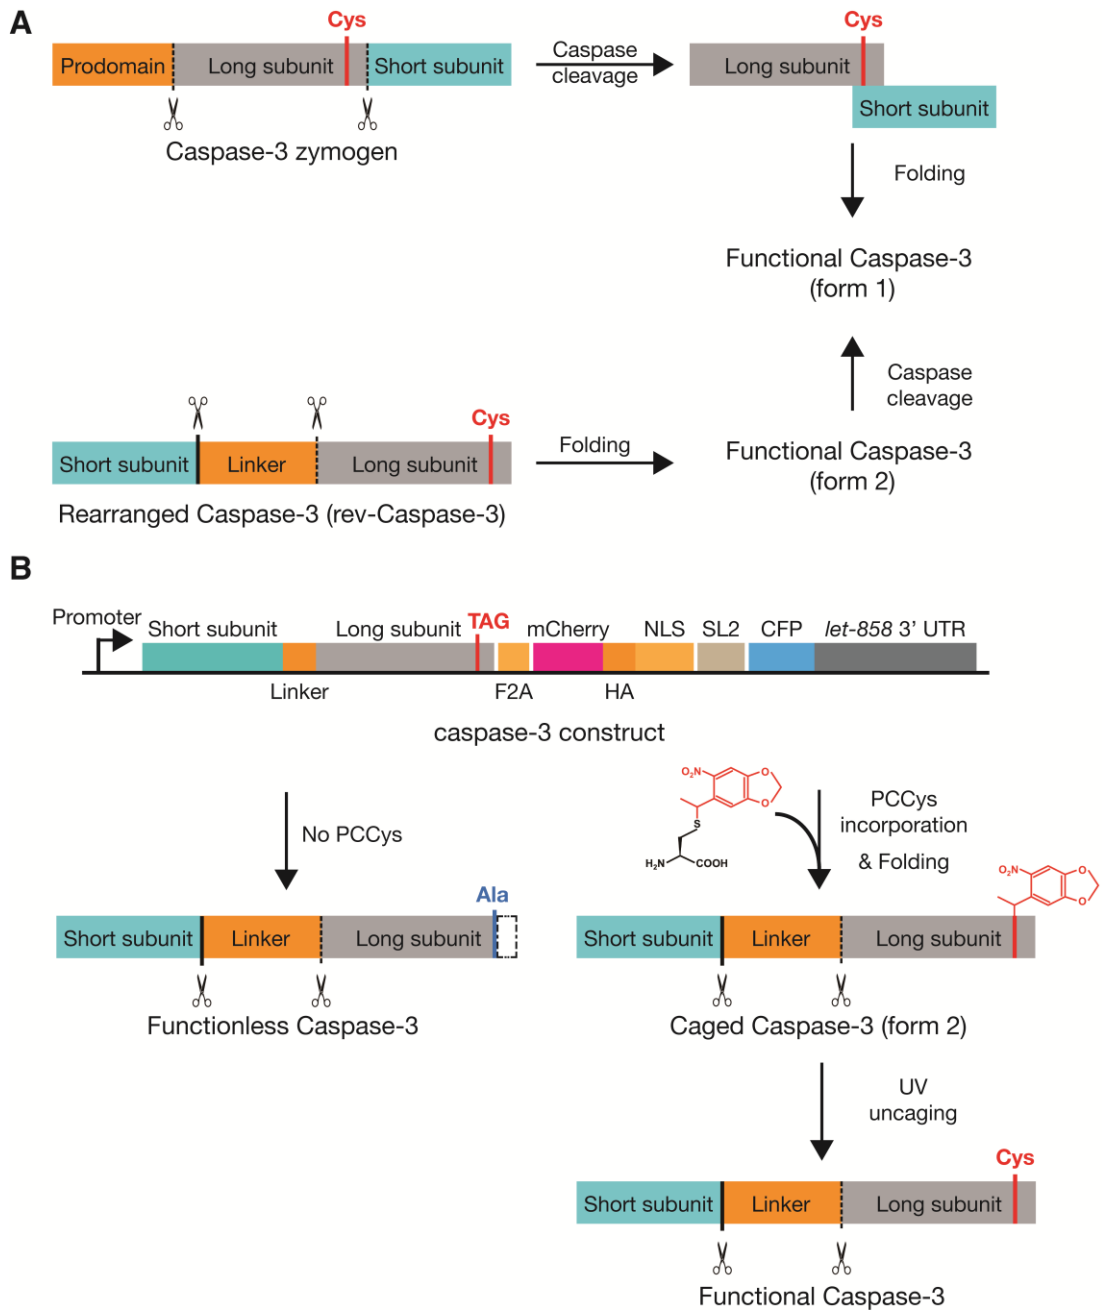 A
Cys
Prodomain Long subunit Short subunit
Caspase-3 zymogen
Caspase
cleavage
Cys
Long subunit
Short subunit
Folding
Functional Caspase-3
(form 1)
Caspase
cleavage
Cys
Short subunit Linker Long subunit
Rearranged Caspase-3 (rev-Caspase-3)
Folding
Functional Caspase-3
(form 2)
B
Promoter
Short subunit Long subunit TAG mCherry NLS SL2 CFP let-858 3’ UTR
Linker F2A HA
caspase-3 construct
No PCCys
O₂N O O
S
H₂N COOH
PCCys
incorporation
& Folding
Ala
Short subunit Linker Long subunit
Functionless Caspase-3
O₂N O O
Short subunit Linker Long subunit
Caged Caspase-3 (form 2)
UV
uncaging
Cys
Short subunit Linker Long subunit
Functional Caspase-3